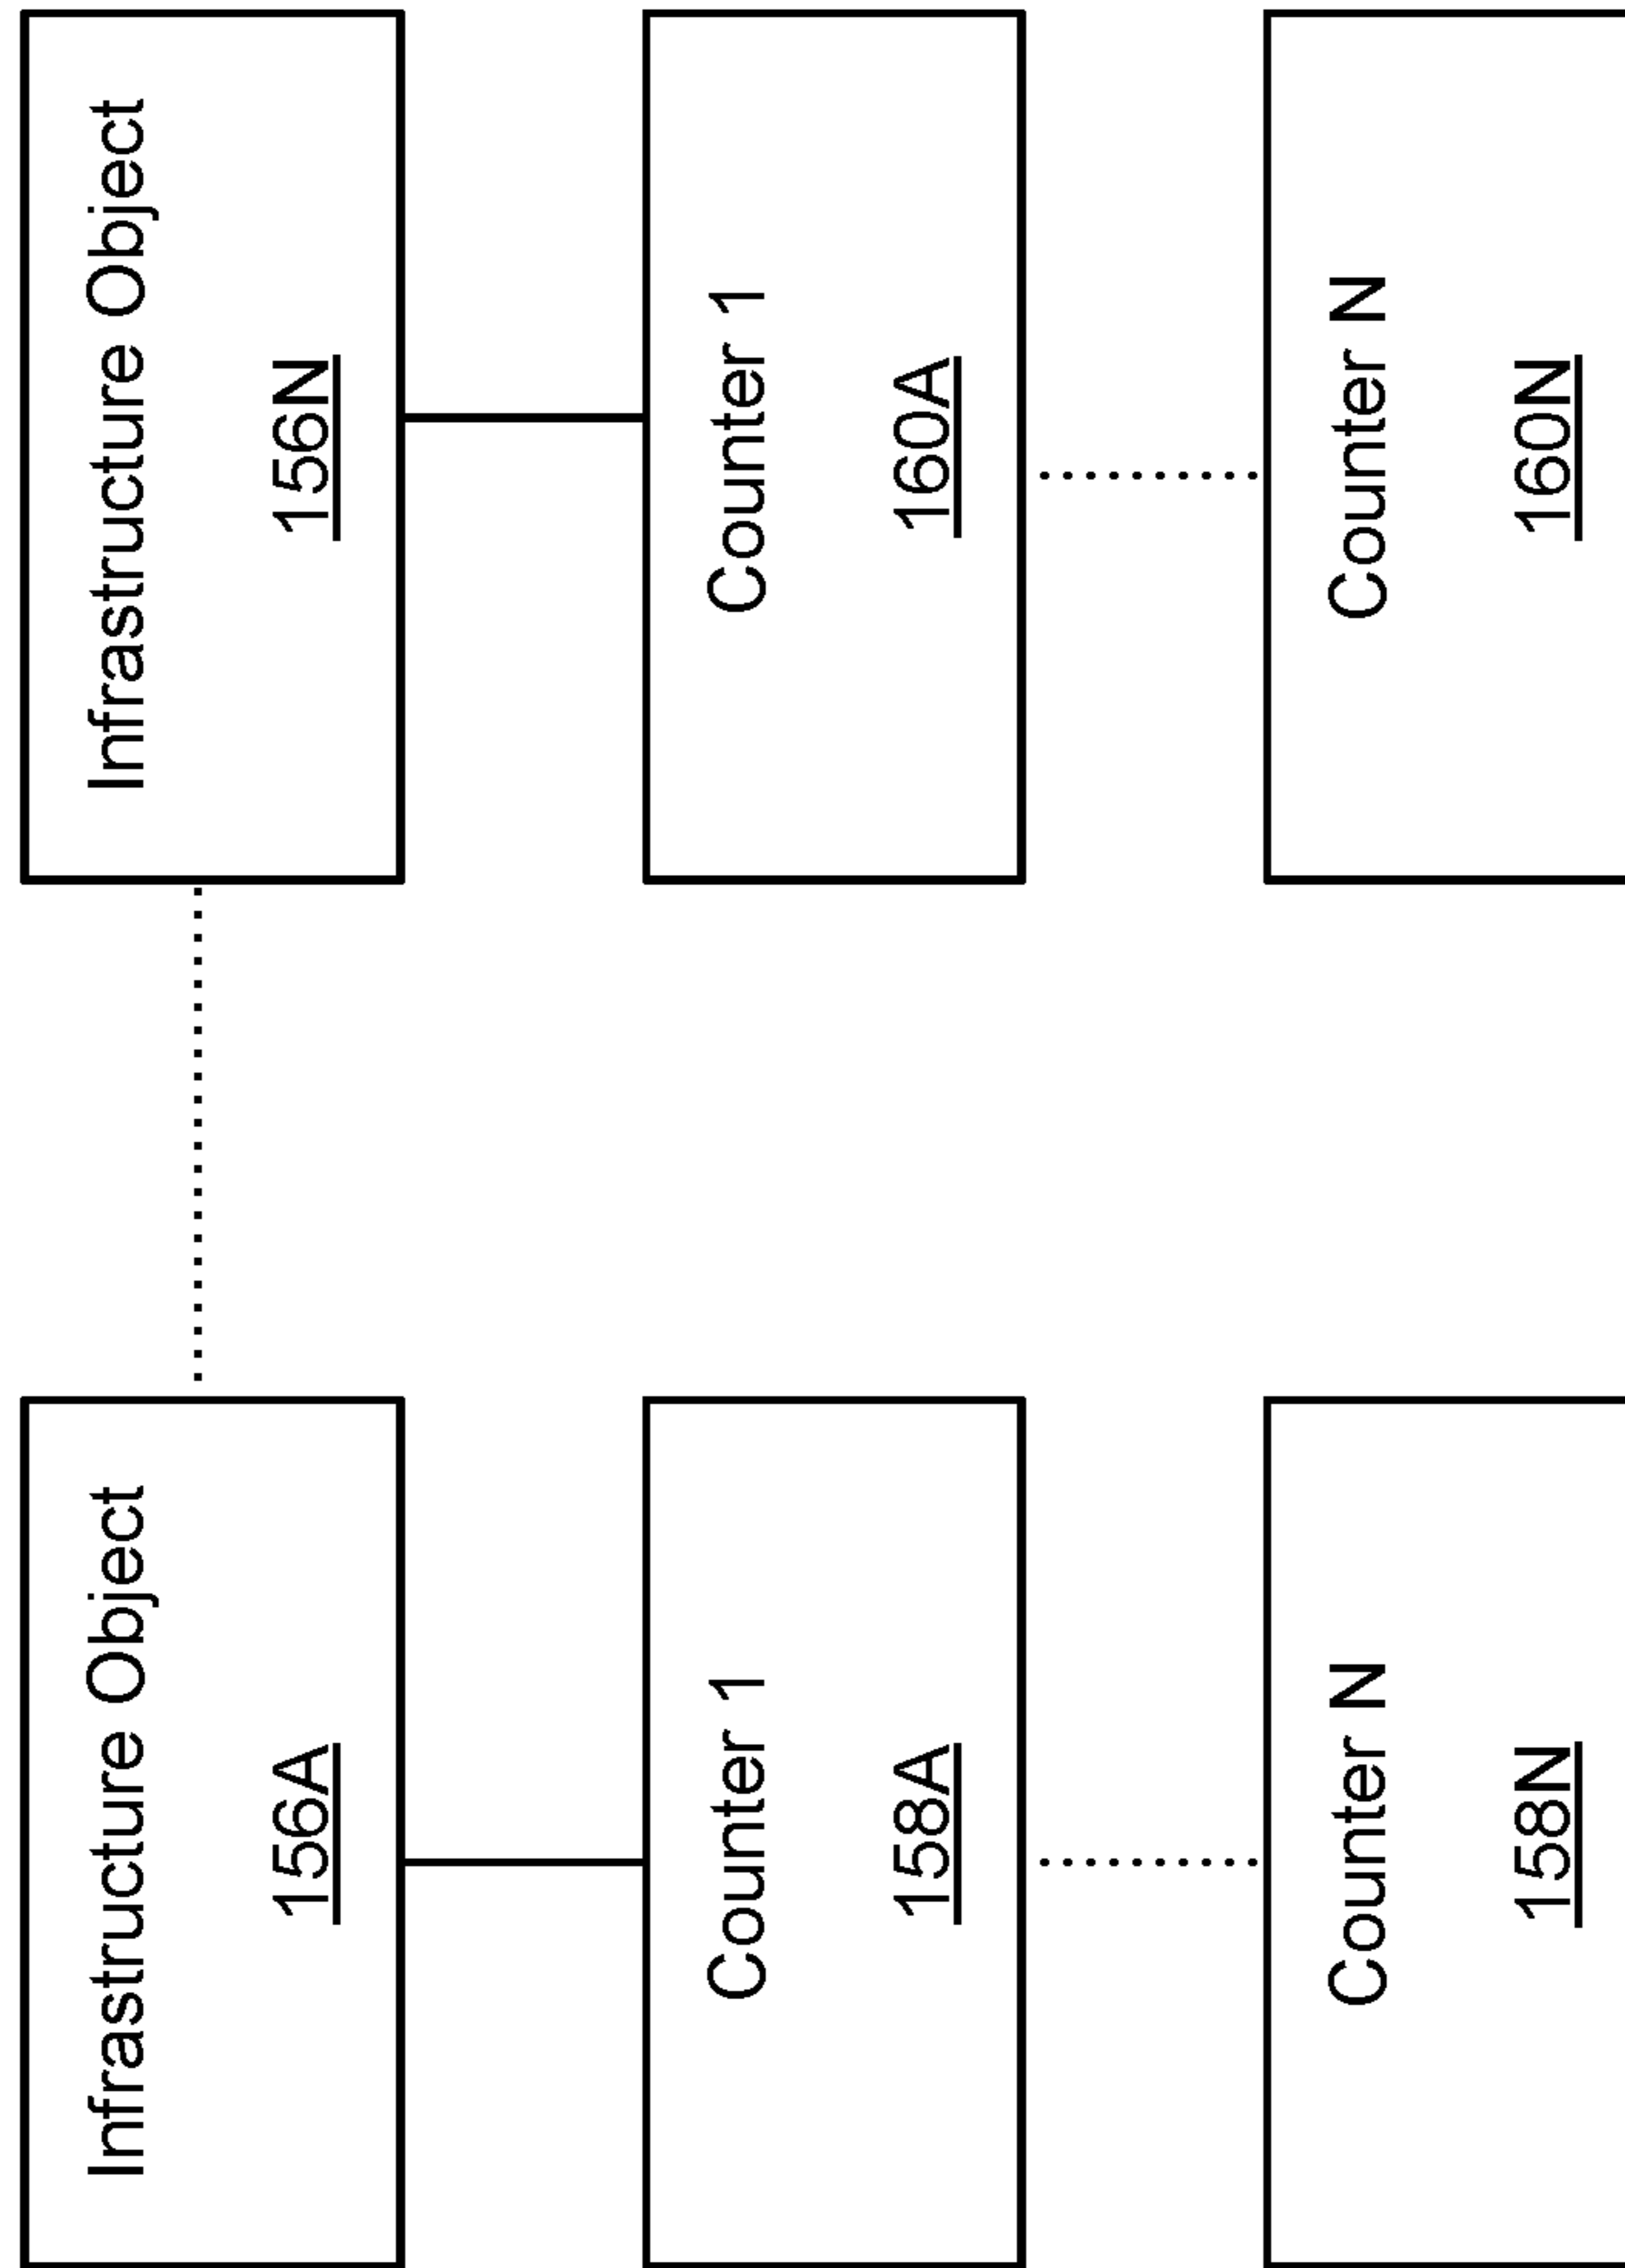 Infrastructure Object
156A
Infrastructure Object
156N
Counter 1
158A
Counter 1
160A
Counter N
158N
Counter N
160N